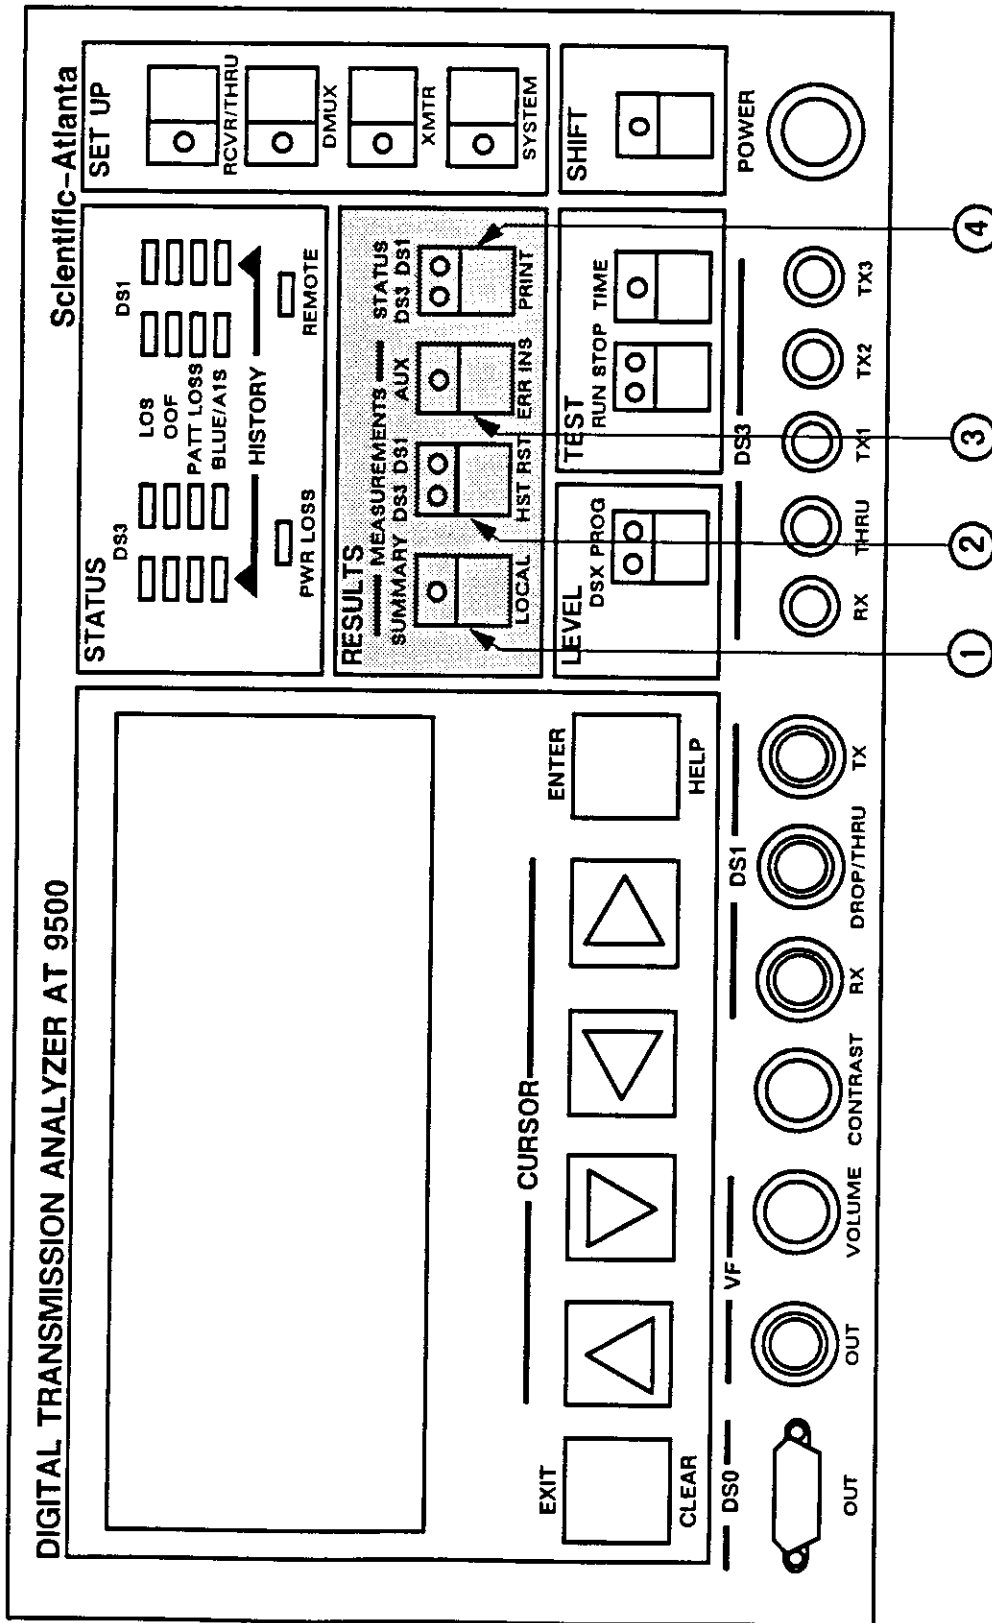 DIGITAL TRANSMISSION ANALYZER AT 9500
Scientific-Atlanta
EXIT
CLEAR
CURSOR
ENTER
HELP
STATUS
DS3
DS1
LOS
OOF
PATT LOSS
BLUE/A1S
HISTORY
PWR LOSS
REMOTE
RESULTS
MEASUREMENTS
STATUS
SUMMARY DS3 DS1 AUX DS3 DS1
LOCAL HST RST ERR INS PRINT
LEVEL
DSX PROG
TEST
RUN STOP TIME
SET UP
RCVR/THRU
DMUX
XMTR
SYSTEM
SHIFT
POWER
DS0
VF
DS1
DS3
OUT
OUT
VOLUME
CONTRAST
RX
DROP/THRU
TX
RX
THRU
TX1
TX2
TX3
1
2
3
4